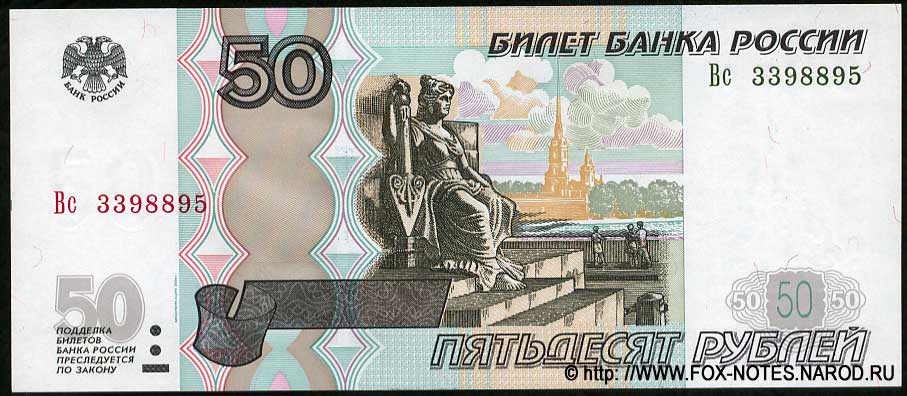 50
БИЛЕТ БАНКА РОССИИ
Вс 3398895
БАНК РОССИИ
Вс 3398895
50
ПОДДЕЛКА
БИЛЕТОВ
БАНКА РОССИИ
ПРЕСЛЕДУЕТСЯ
ПО ЗАКОНУ
50 50 50
ПЯТЬДЕСЯТ РУБЛЕЙ
© http: //www.FOX-NOTES.NAROD.RU